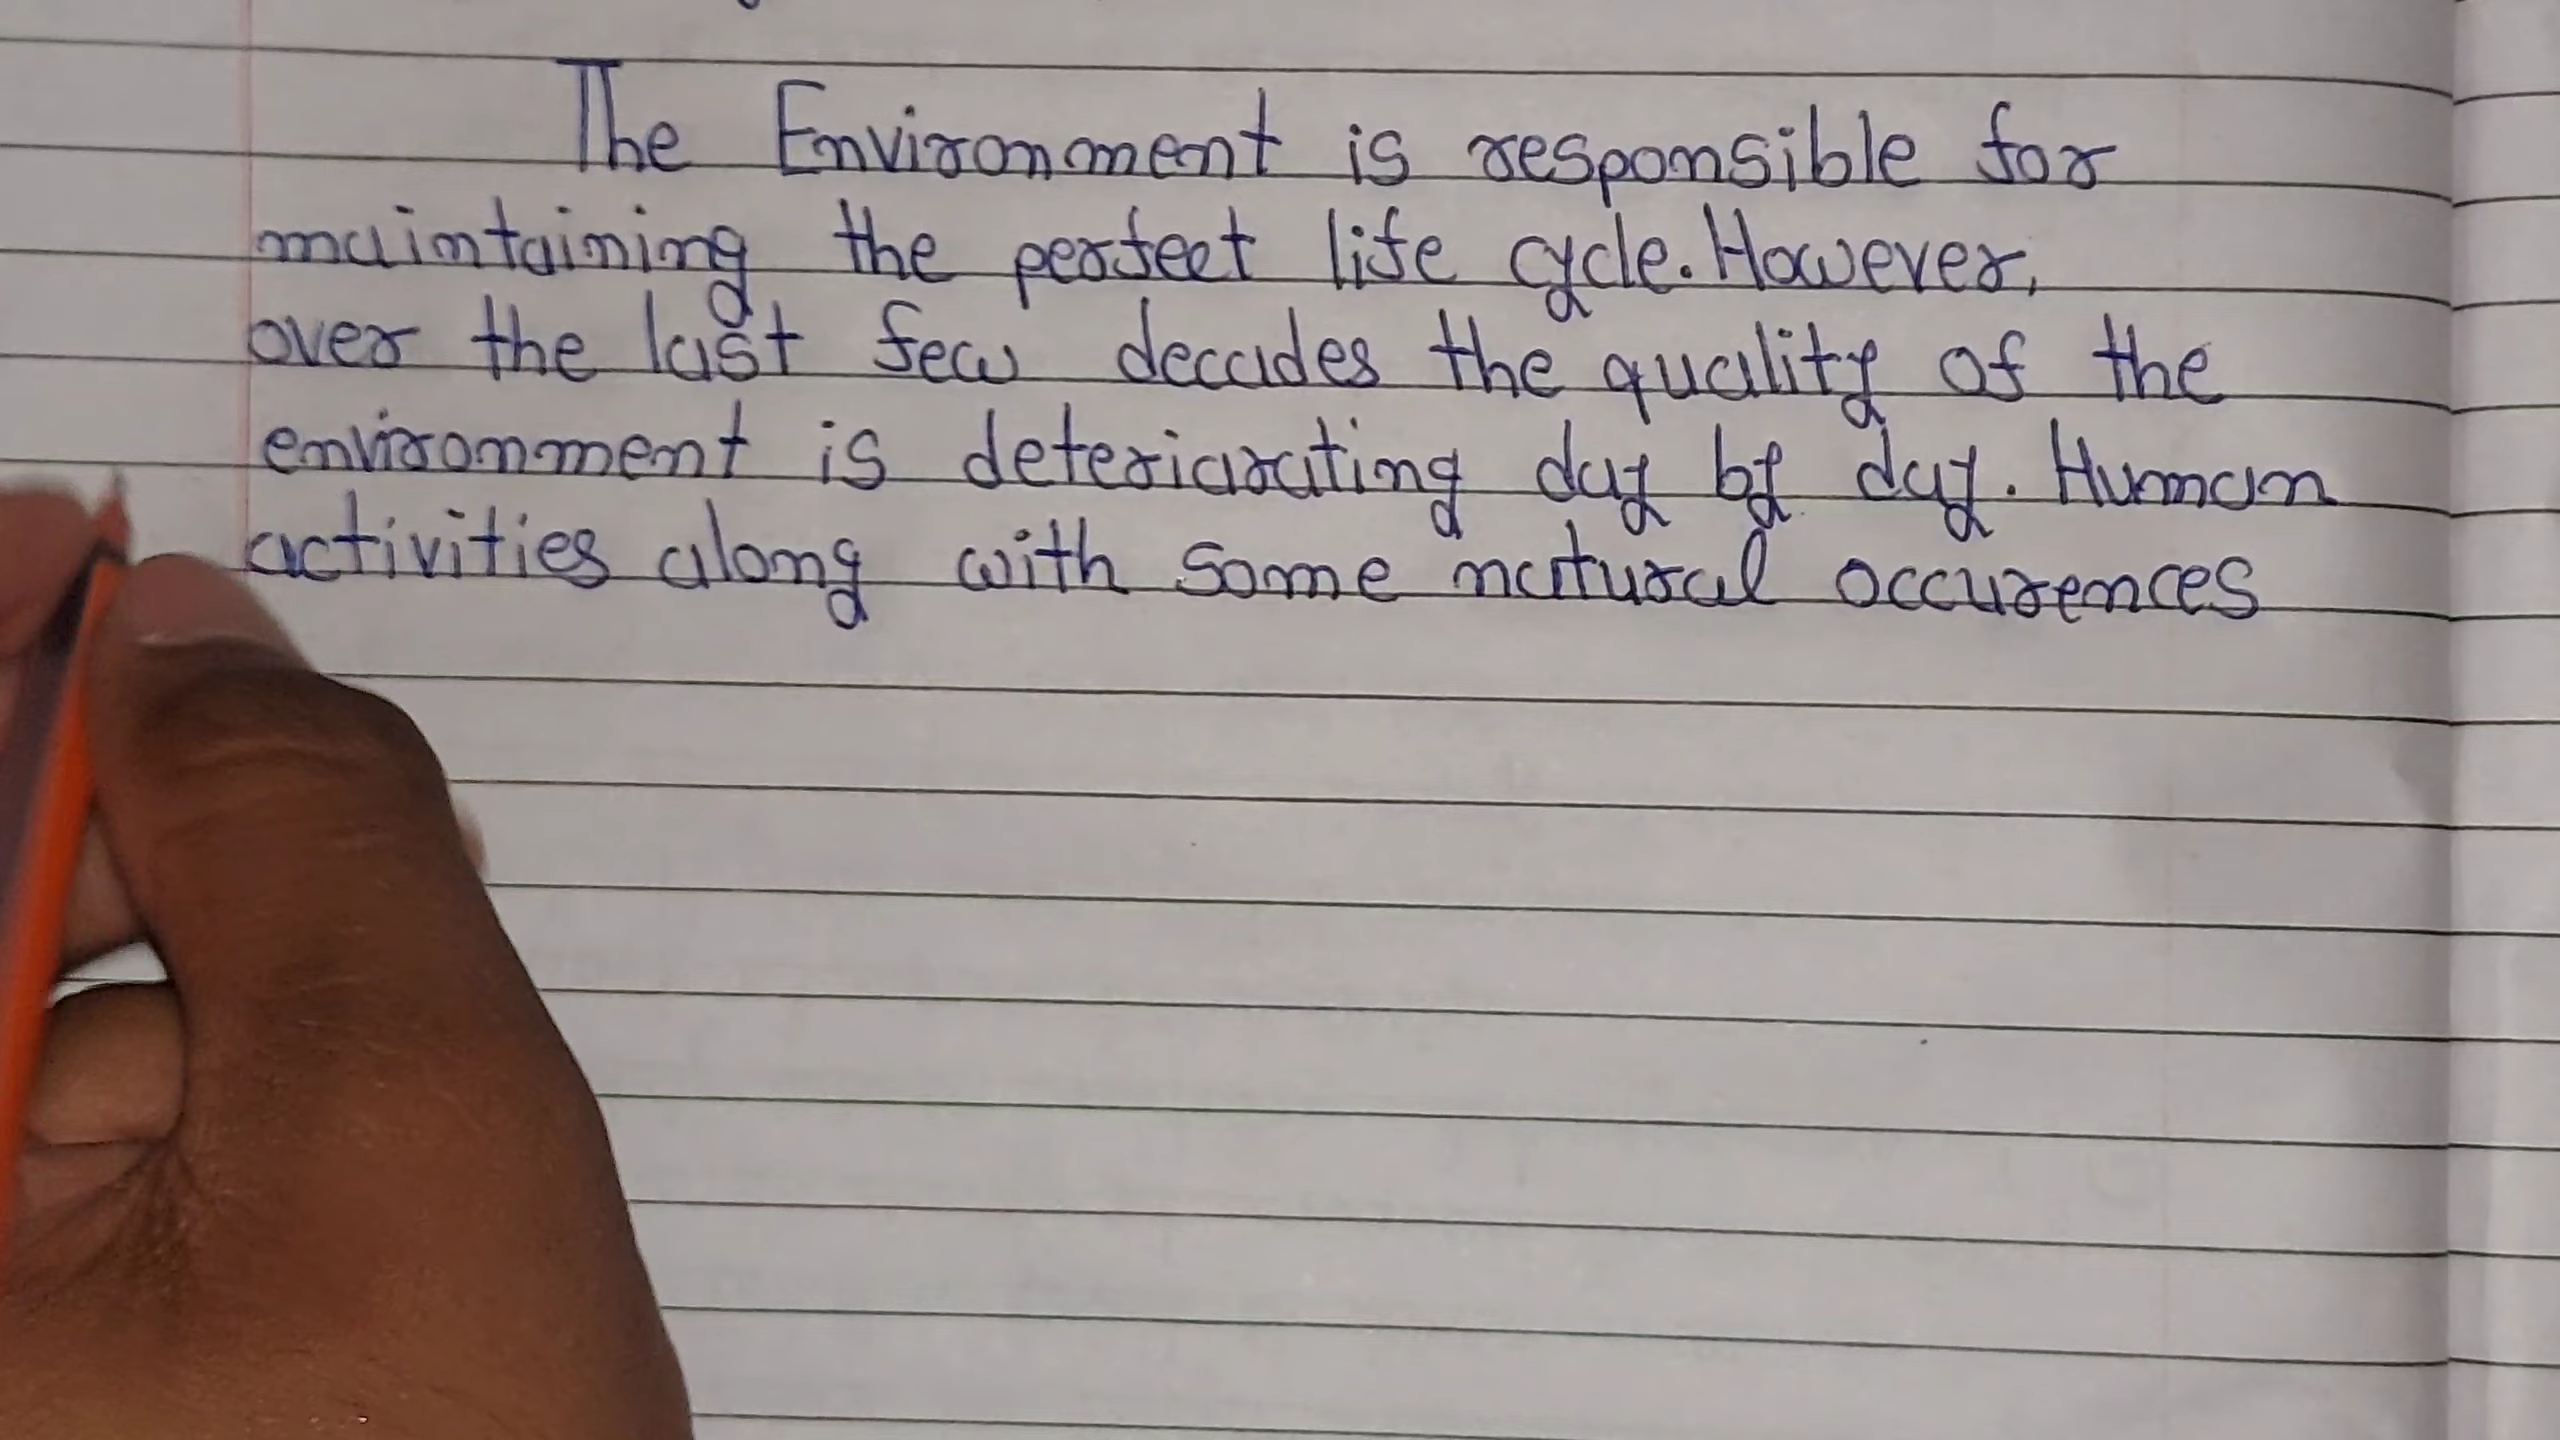 The Environment is responsible for
maintaining the perfect life cycle. However,
over the last few decades the quality of the
environment is detericarating day by day. Human
activities along with some natural occurences